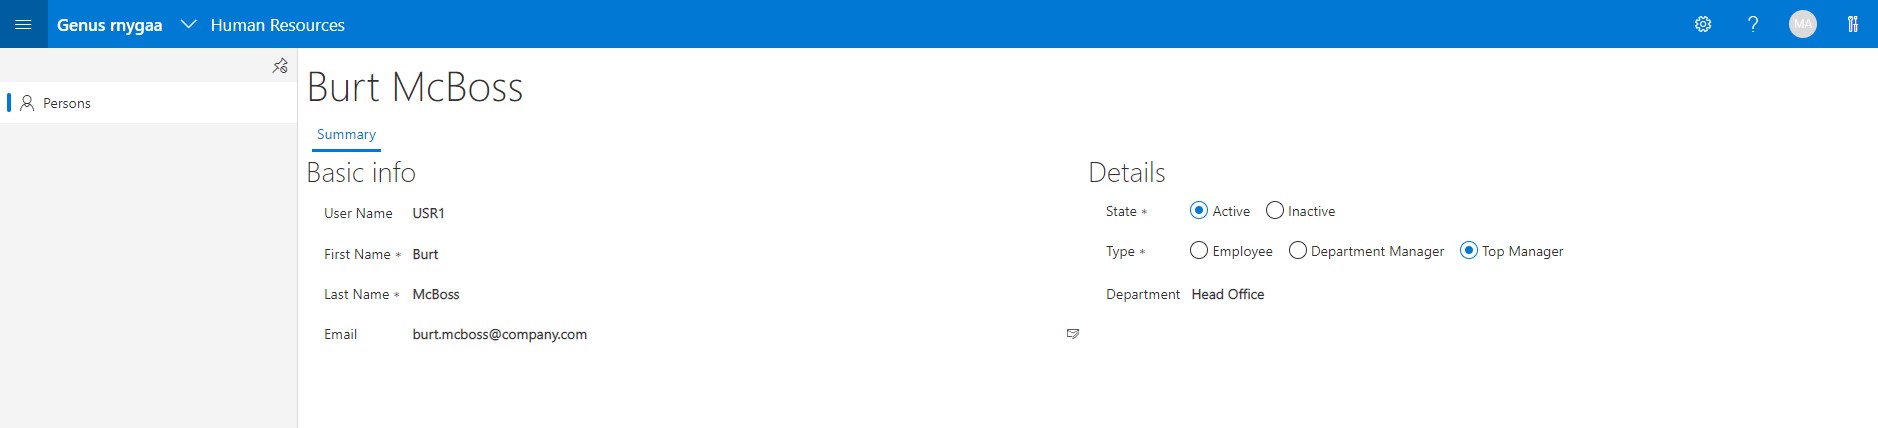 Genus rnygaa Human Resources ? MA
Persons
Burt McBoss
Summary
Basic info
User Name USR1
First Name * Burt
Last Name * McBoss
Email burt.mcboss@company.com
Details
State * Active Inactive
Type * Employee Department Manager Top Manager
Department Head Office